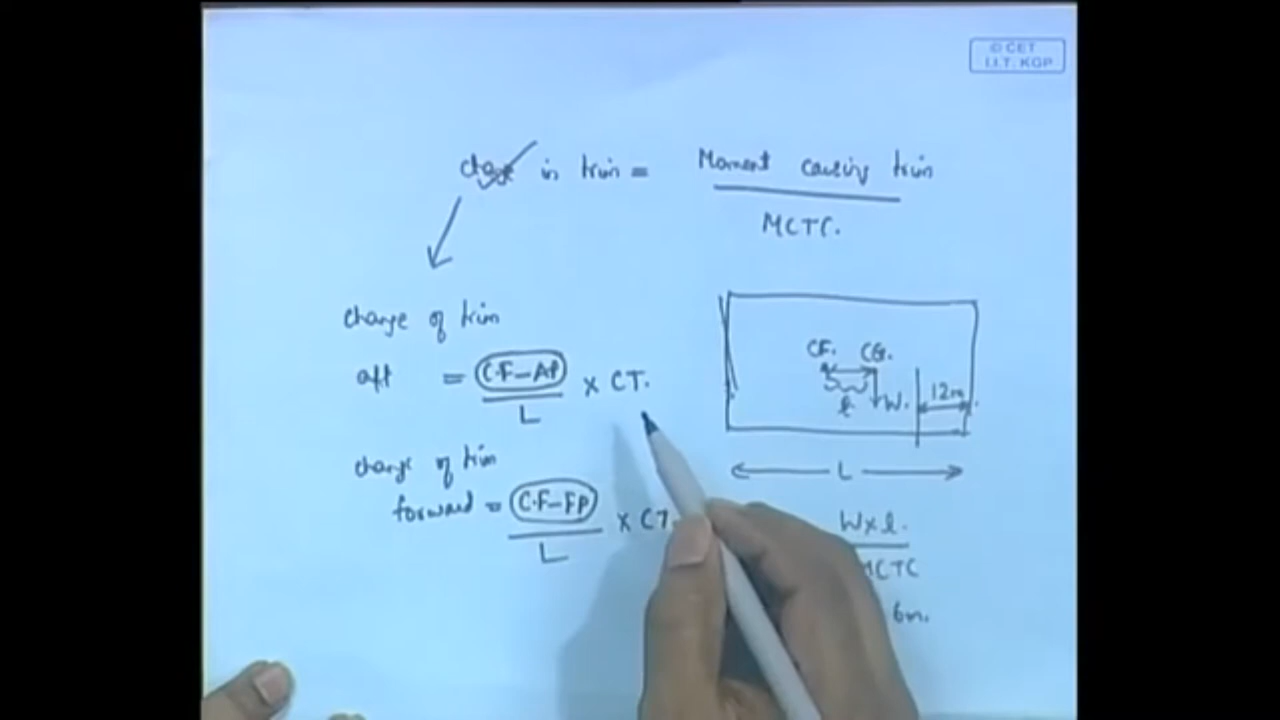 © CET
I.I.T. KGP
change in trim = Moment causing trim
MCTC.
change of trim
aft = C.F-AP × CT.
L
change of trim
forward = C.F-FP × CT.
L
CF. CG.
l W. 12m
L
W×l.
MCTC
6m.